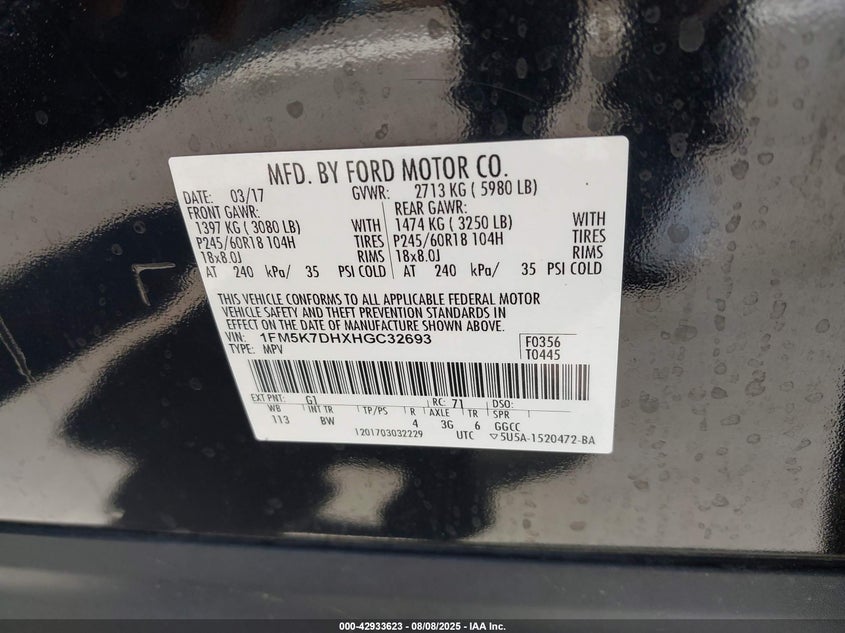 MFD. BY FORD MOTOR CO.
DATE: 03/17 GVWR: 2713 KG ( 5980 LB)
FRONT GAWR: REAR GAWR:
1397 KG ( 3080 LB) WITH 1474 KG ( 3250 LB) WITH
P245/60R18 104H TIRES P245/60R18 104H TIRES
18x8.0J RIMS 18x8.0J RIMS
AT 240 kPa/ 35 PSI COLD AT 240 kPa/ 35 PSI COLD
THIS VEHICLE CONFORMS TO ALL APPLICABLE FEDERAL MOTOR
VEHICLE SAFETY AND THEFT PREVENTION STANDARDS IN
EFFECT ON THE DATE OF MANUFACTURE SHOWN ABOVE.
VIN: 1FM5K7DHXHGC32693 F0356
TYPE: MPV T0445
EXT PNT: G1 RC: 71 DSO:
WB INT TR TP/PS R AXLE TR SPR
113 BW 4 3G 6 GGCC
1201703032229 UTC 5U5A-1520472-BA
000-42933623 | 08/08/2025 - IAA Inc.